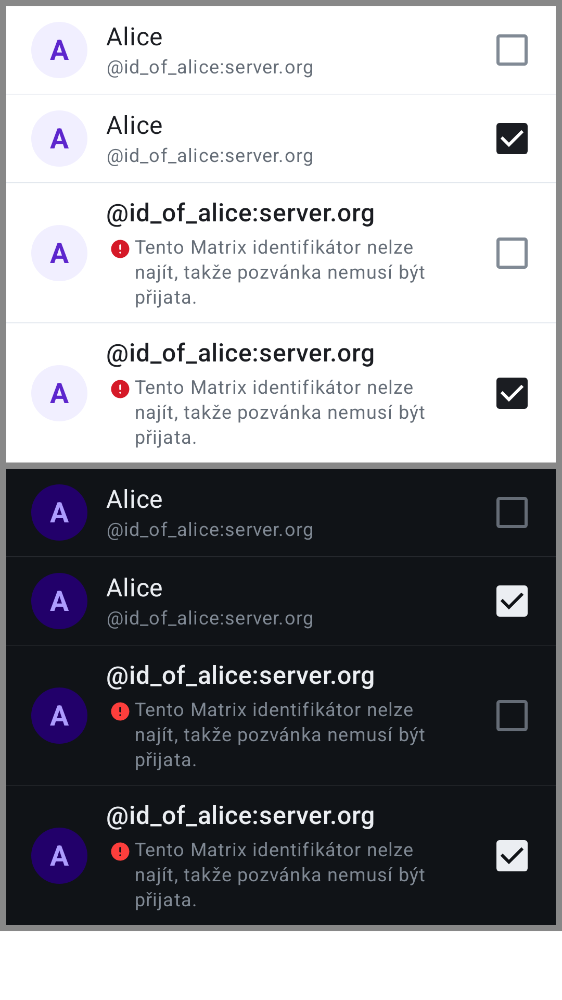 A
Alice
@id_of_alice:server.org
A
Alice
@id_of_alice:server.org
A
@id_of_alice:server.org
Tento Matrix identifikátor nelze
najít, takže pozvánka nemusí být
přijata.
A
@id_of_alice:server.org
Tento Matrix identifikátor nelze
najít, takže pozvánka nemusí být
přijata.
A
Alice
@id_of_alice:server.org
A
Alice
@id_of_alice:server.org
A
@id_of_alice:server.org
Tento Matrix identifikátor nelze
najít, takže pozvánka nemusí být
přijata.
A
@id_of_alice:server.org
Tento Matrix identifikátor nelze
najít, takže pozvánka nemusí být
přijata.